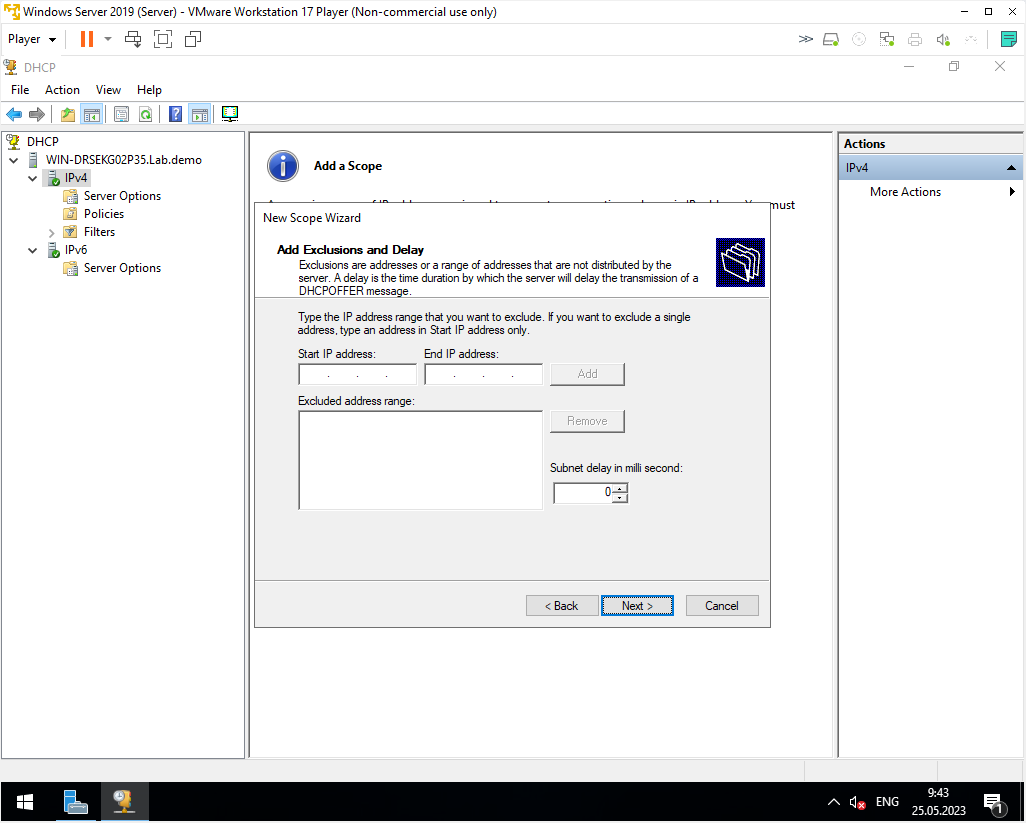 Windows Server 2019 (Server) - VMware Workstation 17 Player (Non-commercial use only)
Player
DHCP
File Action View Help
DHCP
WIN-DRSEKG02P35.Lab.demo
IPv4
Server Options
Policies
Filters
IPv6
Server Options
Add a Scope
must
New Scope Wizard
Add Exclusions and Delay
Exclusions are addresses or a range of addresses that are not distributed by the
server. A delay is the time duration by which the server will delay the transmission of a
DHCPOFFER message.
Type the IP address range that you want to exclude. If you want to exclude a single
address, type an address in Start IP address only.
Start IP address: End IP address:
Add
Excluded address range:
Remove
Subnet delay in milli second:
0
< Back Next > Cancel
Actions
IPv4
More Actions
ENG
9:43
25.05.2023
1